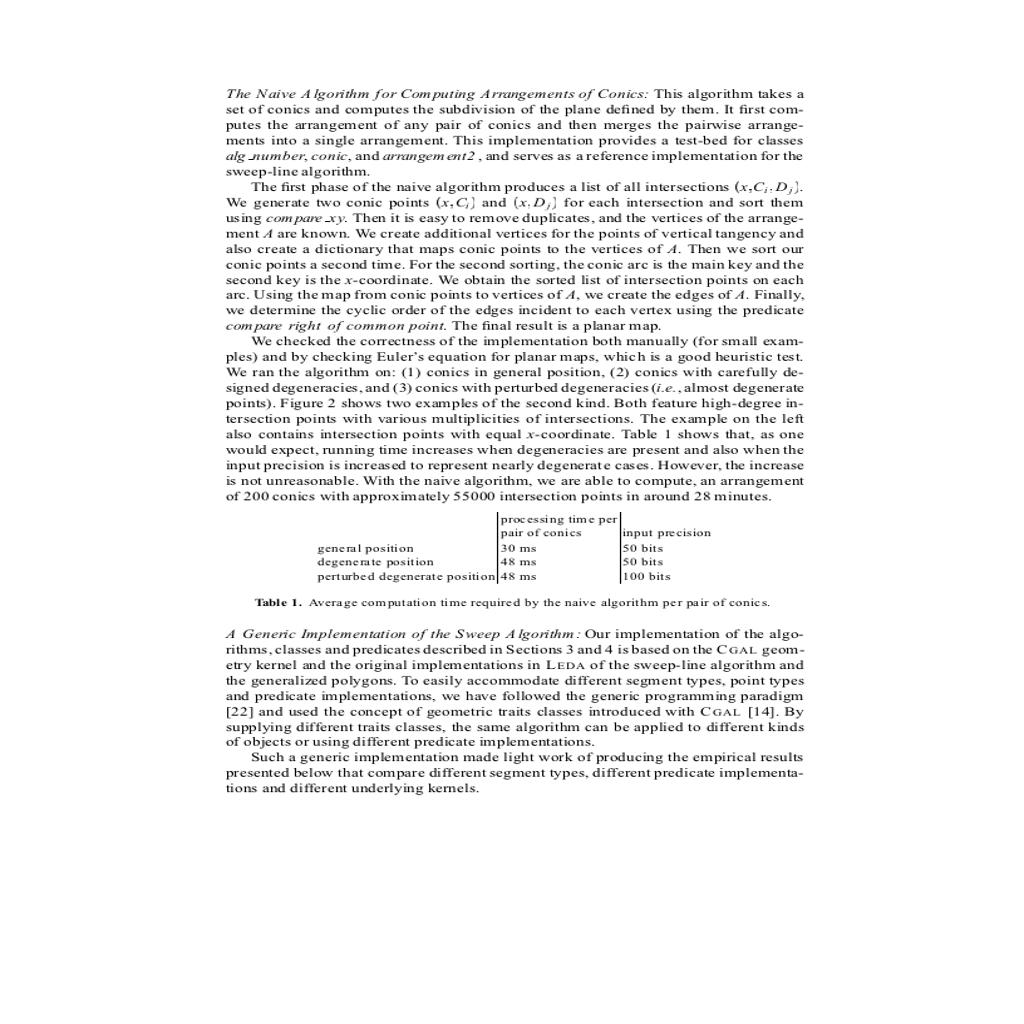 The Naive Algorithm for Computing Arrangements of Conics: This algorithm takes a
set of conics and computes the subdivision of the plane defined by them. It first com-
putes the arrangement of any pair of conics and then merges the pairwise arrange-
ments into a single arrangement. This implementation provides a test-bed for classes
alg_number, conic, and arrangement2 , and serves as a reference implementation for the
sweep-line algorithm.
The first phase of the naive algorithm produces a list of all intersections (x,Ci,Dj).
We generate two conic points (x,Ci) and (x,Dj) for each intersection and sort them
using compare_xy. Then it is easy to remove duplicates, and the vertices of the arrange-
ment A are known. We create additional vertices for the points of vertical tangency and
also create a dictionary that maps conic points to the vertices of A. Then we sort our
conic points a second time. For the second sorting, the conic arc is the main key and the
second key is the x-coordinate. We obtain the sorted list of intersection points on each
arc. Using the map from conic points to vertices of A, we create the edges of A. Finally,
we determine the cyclic order of the edges incident to each vertex using the predicate
compare right of common point. The final result is a planar map.
We checked the correctness of the implementation both manually (for small exam-
ples) and by checking Euler's equation for planar maps, which is a good heuristic test.
We ran the algorithm on: (1) conics in general position, (2) conics with carefully de-
signed degeneracies, and (3) conics with perturbed degeneracies (i.e., almost degenerate
points). Figure 2 shows two examples of the second kind. Both feature high-degree in-
tersection points with various multiplicities of intersections. The example on the left
also contains intersection points with equal x-coordinate. Table 1 shows that, as one
would expect, running time increases when degeneracies are present and also when the
input precision is increased to represent nearly degenerate cases. However, the increase
is not unreasonable. With the naive algorithm, we are able to compute, an arrangement
of 200 conics with approximately 55000 intersection points in around 28 minutes.
processing time per
pair of conics input precision
general position 30 ms 50 bits
degenerate position 48 ms 50 bits
perturbed degenerate position 48 ms 100 bits
Table 1. Average computation time required by the naive algorithm per pair of conics.
A Generic Implementation of the Sweep Algorithm: Our implementation of the algo-
rithms, classes and predicates described in Sections 3 and 4 is based on the CGAL geom-
etry kernel and the original implementations in LEDA of the sweep-line algorithm and
the generalized polygons. To easily accommodate different segment types, point types
and predicate implementations, we have followed the generic programming paradigm
[22] and used the concept of geometric traits classes introduced with CGAL [14]. By
supplying different traits classes, the same algorithm can be applied to different kinds
of objects or using different predicate implementations.
Such a generic implementation made light work of producing the empirical results
presented below that compare different segment types, different predicate implementa-
tions and different underlying kernels.